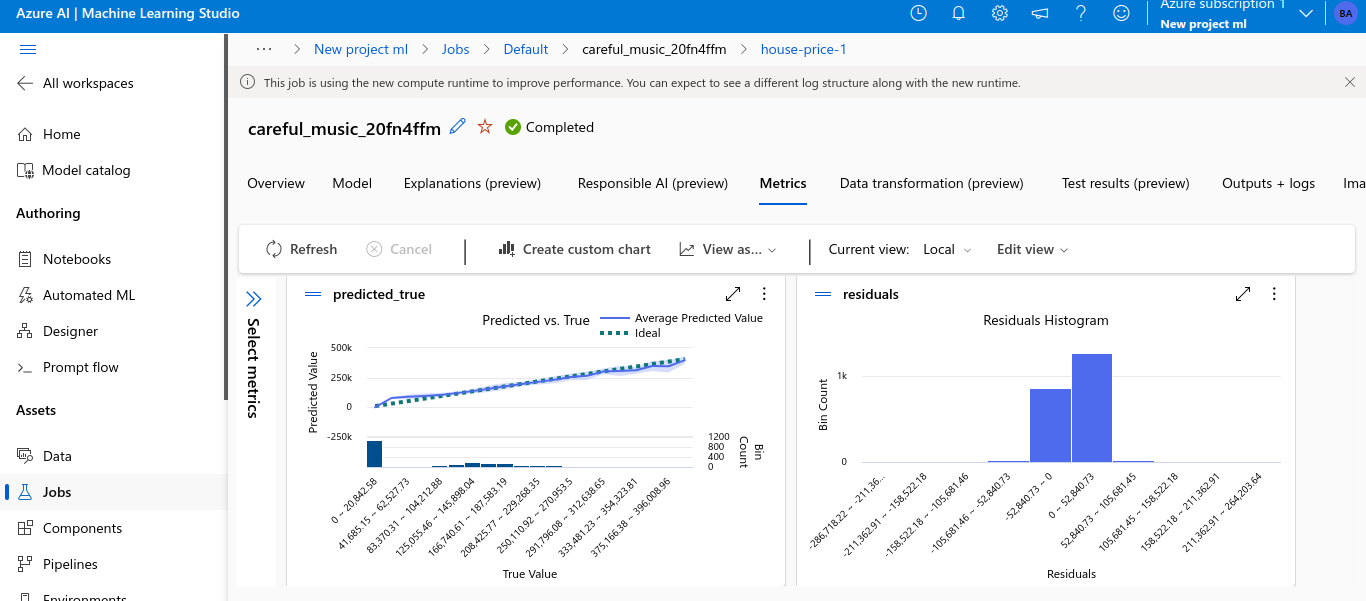 Azure AI | Machine Learning Studio
Azure subscription 1
New project ml
BA
All workspaces
Home
Model catalog
Authoring
Notebooks
Automated ML
Designer
Prompt flow
Assets
Data
Jobs
Components
Pipelines
Environments
··· > New project ml > Jobs > Default > careful_music_20fn4ffm > house-price-1
This job is using the new compute runtime to improve performance. You can expect to see a different log structure along with the new runtime.
careful_music_20fn4ffm Completed
Overview Model Explanations (preview) Responsible AI (preview) Metrics Data transformation (preview) Test results (preview) Outputs + logs Ima
Refresh Cancel Create custom chart View as... Current view: Local Edit view
Select metrics
predicted_true
Predicted vs. True
Average Predicted Value
Ideal
Predicted Value
500k
250k
0
-250k
1200
800
400
0
Bin
Count
0 ~ 20,842.58
41,685.15 ~ 62,527.73
83,370.31 ~ 104,212.88
125,055.46 ~ 145,898.04
166,740.61 ~ 187,583.19
208,425.77 ~ 229,268.35
250,110.92 ~ 270,953.5
291,796.08 ~ 312,638.65
333,481.23 ~ 354,323.81
375,166.38 ~ 396,008.96
True Value
residuals
Residuals Histogram
Bin Count
1k
0
-286,718.22 ~ -211,36...
-211,362.91 ~ -158,522.18
-158,522.18 ~ -105,681.46
-105,681.46 ~ -52,840.73
-52,840.73 ~ 0
0 ~ 52,840.73
52,840.73 ~ 105,681.45
105,681.45 ~ 158,522.18
158,522.18 ~ 211,362.91
211,362.91 ~ 264,203.64
Residuals